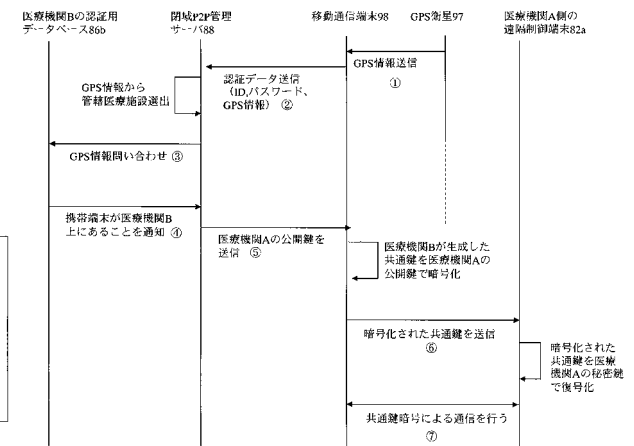 医療機関Bの認証用
データベース86b
閉域P2P管理
サーバ88
移動通信端末98
GPS衛星97
医療機関A側の
遠隔制御端末82a
GPS情報送信
①
GPS情報から
管轄医療施設選出
認証データ送信
(ID,パスワード、
GPS情報) ②
GPS情報問い合わせ ③
携帯端末が医療機関B
上にあることを通知 ④
医療機関Aの公開鍵を
送信 ⑤
医療機関Bが生成した
共通鍵を医療機関Aの
公開鍵で暗号化
暗号化された共通鍵を送信
⑥
暗号化された
共通鍵を医療
機関Aの秘密鍵
で復号化
共通鍵暗号による通信を行う
⑦